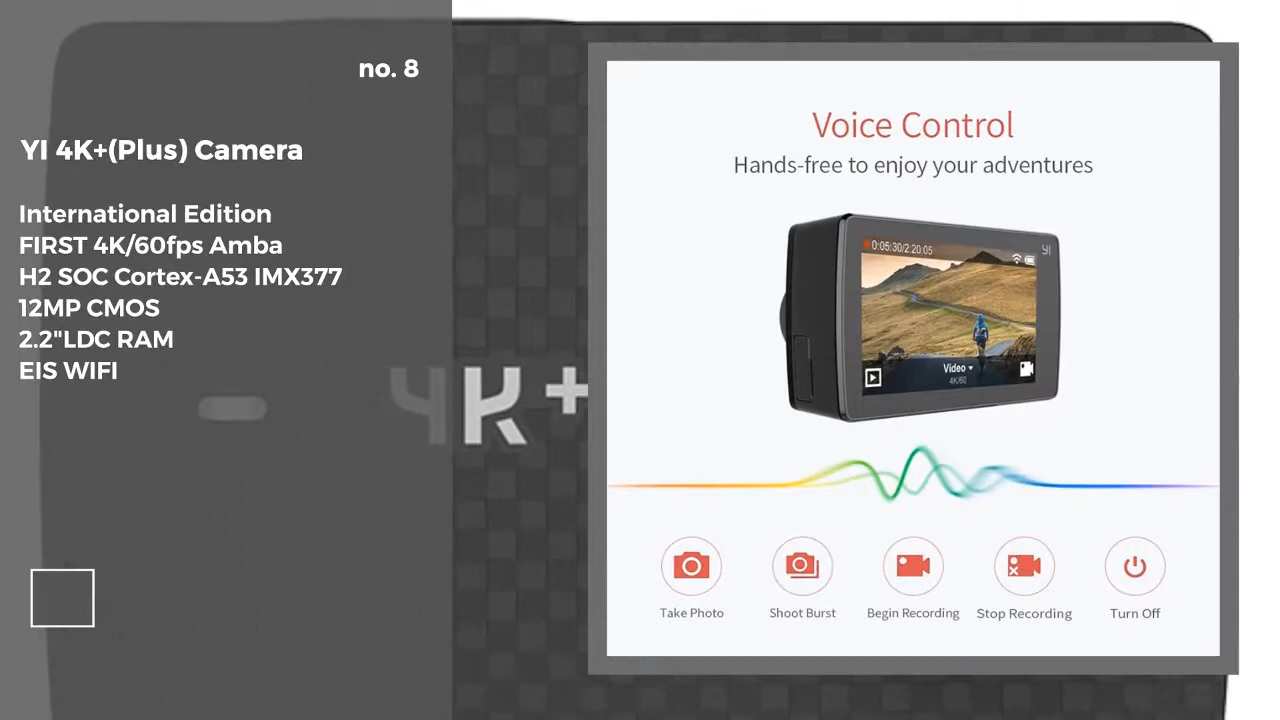 no. 8
YI 4K+(Plus) Camera
International Edition
FIRST 4K/60fps Amba
H2 SOC Cortex-A53 IMX377
12MP CMOS
2.2"LDC RAM
EIS WIFI
4K+
Voice Control
Hands-free to enjoy your adventures
0:05:30/2:20:05
YI
Video
4K/60
Take Photo
Shoot Burst
Begin Recording
Stop Recording
Turn Off